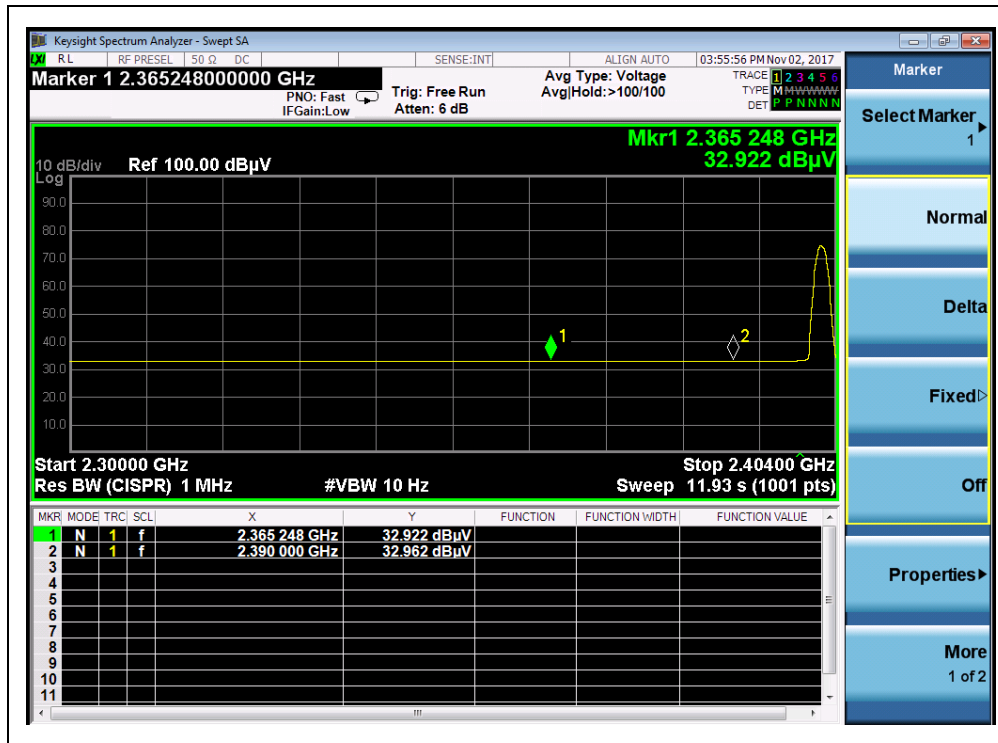 Keysight Spectrum Analyzer - Swept SA
LXI RL RF PRESEL 50 Ω DC SENSE:INT ALIGN AUTO 03:55:56 PM Nov 02, 2017
Marker 1 2.365248000000 GHz
PNO: Fast
IFGain:Low
Trig: Free Run
Atten: 6 dB
Avg Type: Voltage
Avg|Hold:>100/100
TRACE 1 2 3 4 5 6
TYPE M M W W W W
DET P P N N N N
Mkr1 2.365 248 GHz
32.922 dBµV
10 dB/div Ref 100.00 dBµV
Log
90.0
80.0
70.0
60.0
50.0
40.0
30.0
20.0
10.0
1
2
Start 2.30000 GHz Stop 2.40400 GHz
Res BW (CISPR) 1 MHz #VBW 10 Hz Sweep 11.93 s (1001 pts)
MKR MODE TRC SCL X Y FUNCTION FUNCTION WIDTH FUNCTION VALUE
1 N 1 f 2.365 248 GHz 32.922 dBµV
2 N 1 f 2.390 000 GHz 32.962 dBµV
3
4
5
6
7
8
9
10
11
Marker
Select Marker
1
Normal
Delta
Fixed
Off
Properties
More
1 of 2